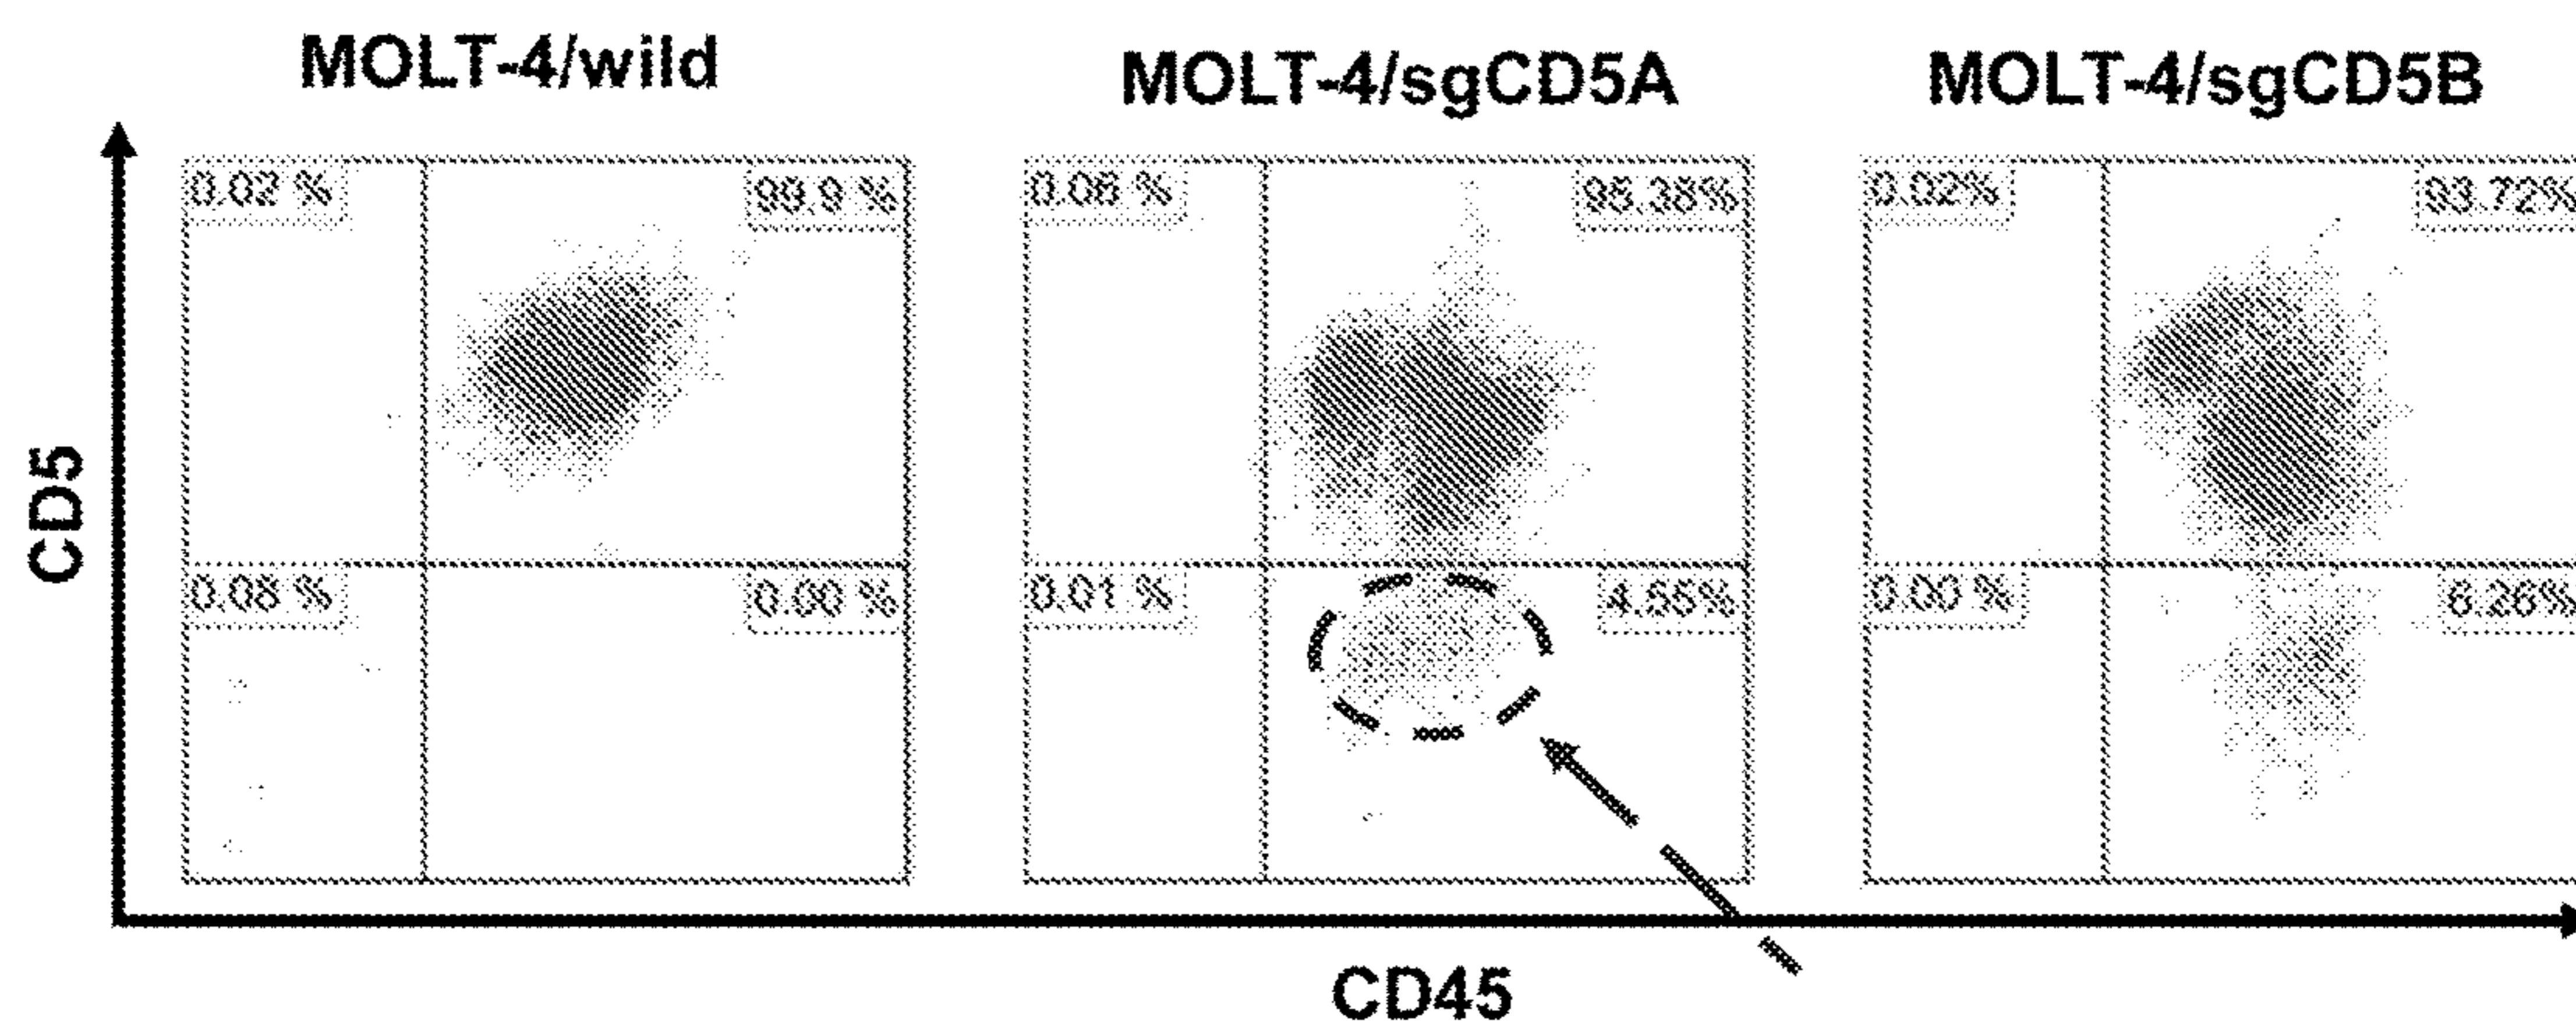 MOLT-4/wild
MOLT-4/sgCD5A
MOLT-4/sgCD5B
0.02 %
99.9 %
0.06 %
95.38%
0.02%
93.72%
CD5
0.08 %
0.00 %
0.01 %
4.55%
0.00 %
6.26%
CD45